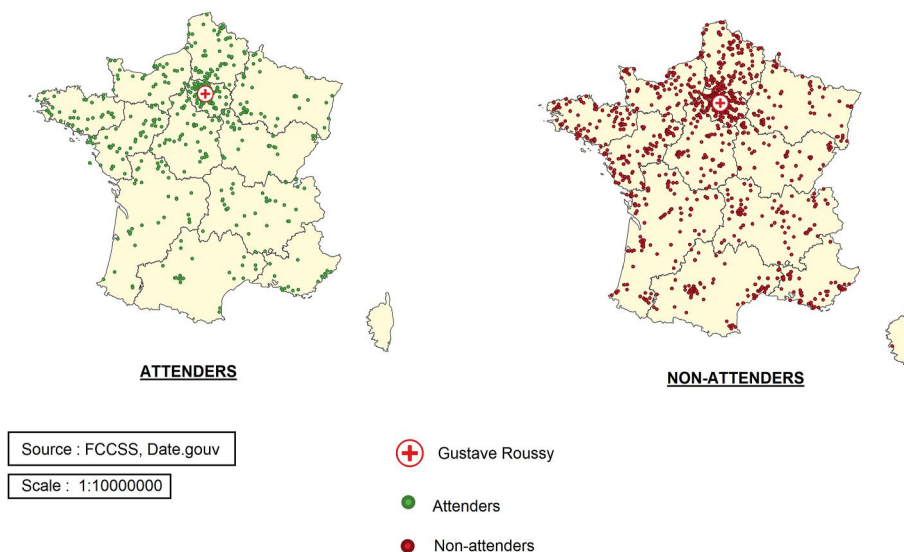 ATTENDERS
NON-ATTENDERS
Source : FCCSS, Date.gouv
Scale : 1:10000000
Gustave Roussy
Attenders
Non-attenders